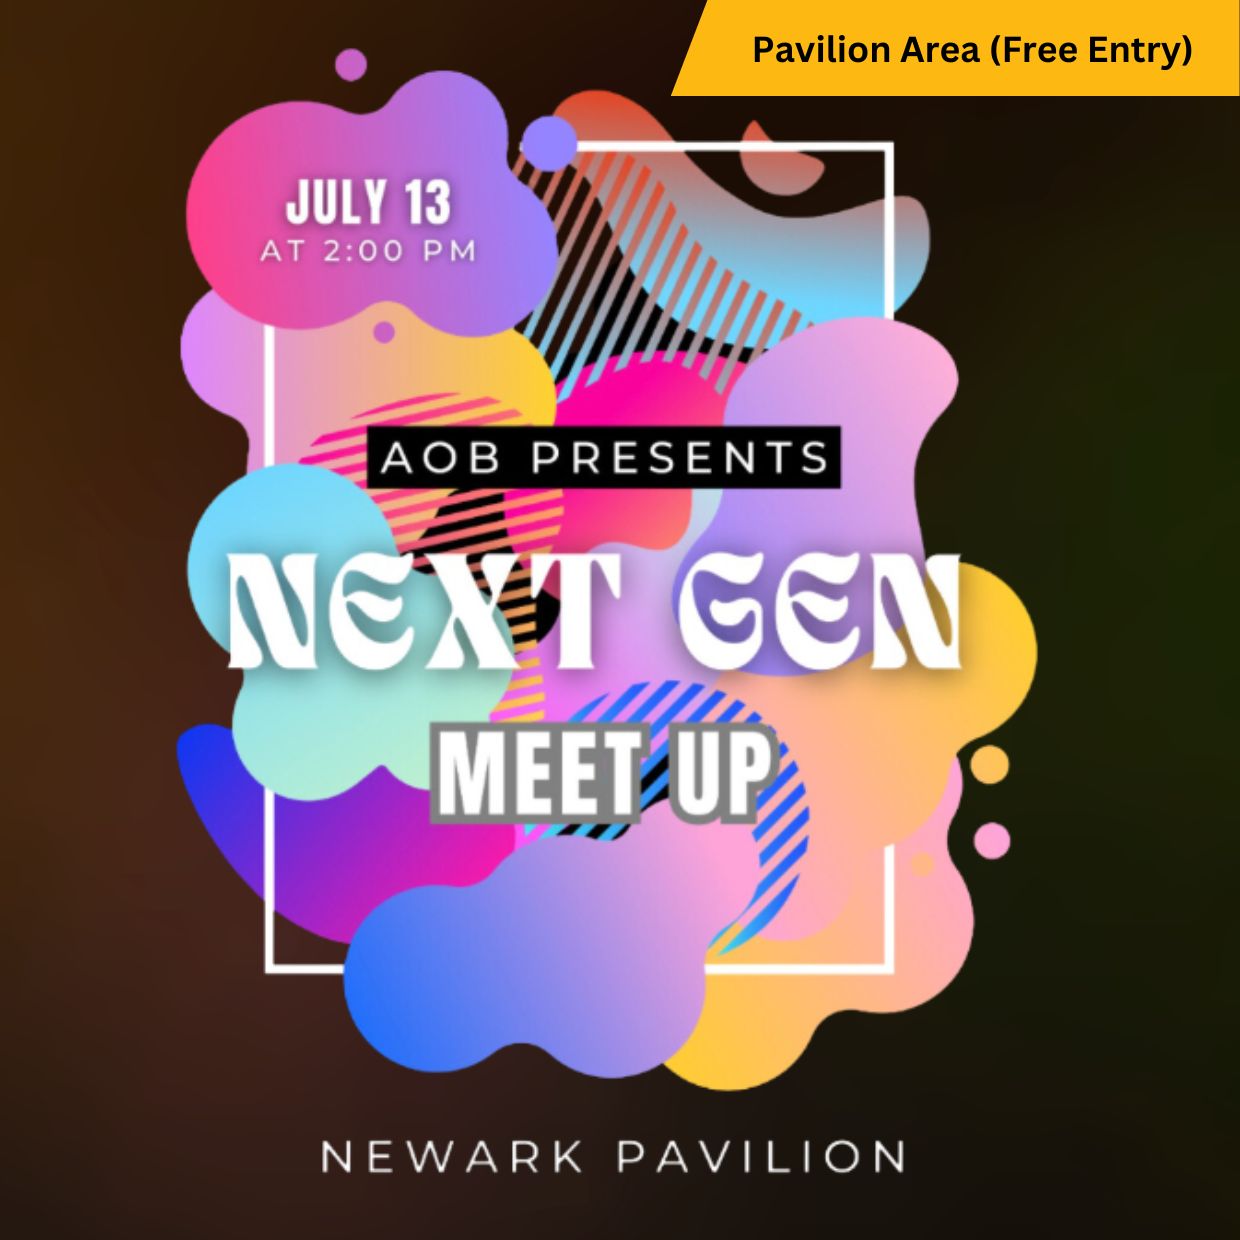 Pavilion Area (Free Entry)
JULY 13
AT 2:00 PM
AOB PRESENTS
NEXT GEN
MEET UP
NEWARK PAVILION